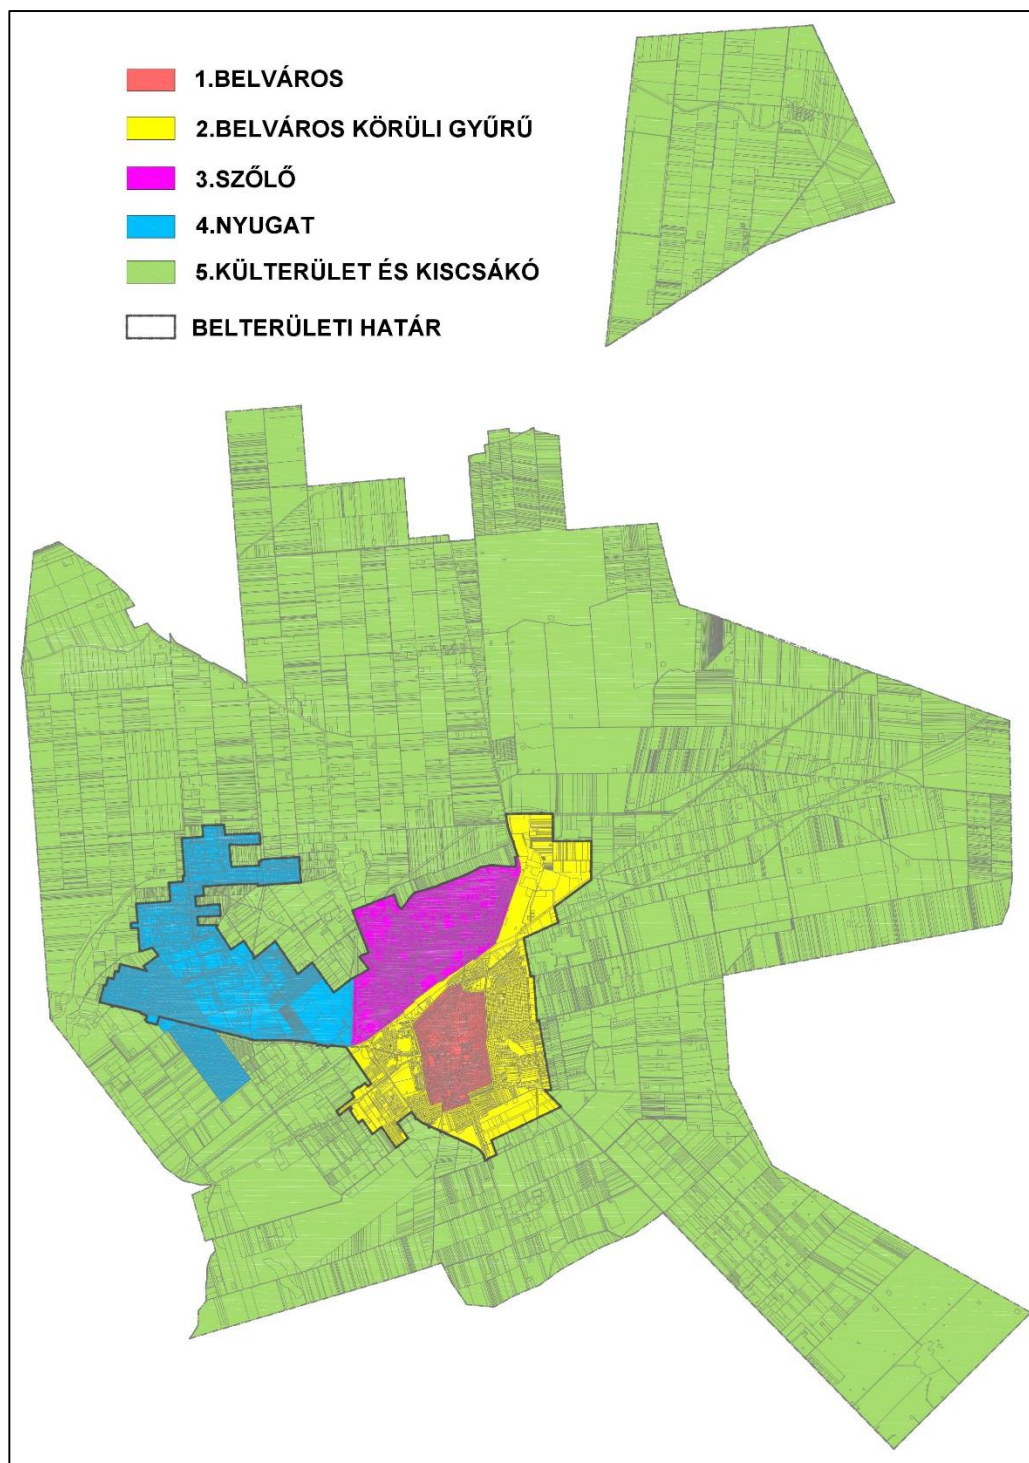 1.BELVÁROS
2.BELVÁROS KÖRÜLI GYŰRŰ
3.SZŐLŐ
4.NYUGAT
5.KÜLTERÜLET ÉS KISCSÁKÓ
BELTERÜLETI HATÁR